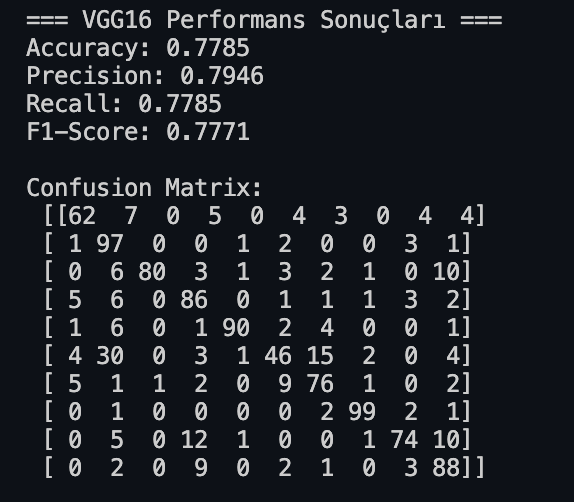 === VGG16 Performans Sonuçları ===
Accuracy: 0.7785
Precision: 0.7946
Recall: 0.7785
F1-Score: 0.7771

Confusion Matrix:
[[62  7  0  5  0  4  3  0  4  4]
[ 1 97  0  0  1  2  0  0  3  1]
[ 0  6 80  3  1  3  2  1  0 10]
[ 5  6  0 86  0  1  1  1  3  2]
[ 1  6  0  1 90  2  4  0  0  1]
[ 4 30  0  3  1 46 15  2  0  4]
[ 5  1  1  2  0  9 76  1  0  2]
[ 0  1  0  0  0  0  2 99  2  1]
[ 0  5  0 12  1  0  0  1 74 10]
[ 0  2  0  9  0  2  1  0  3 88]]